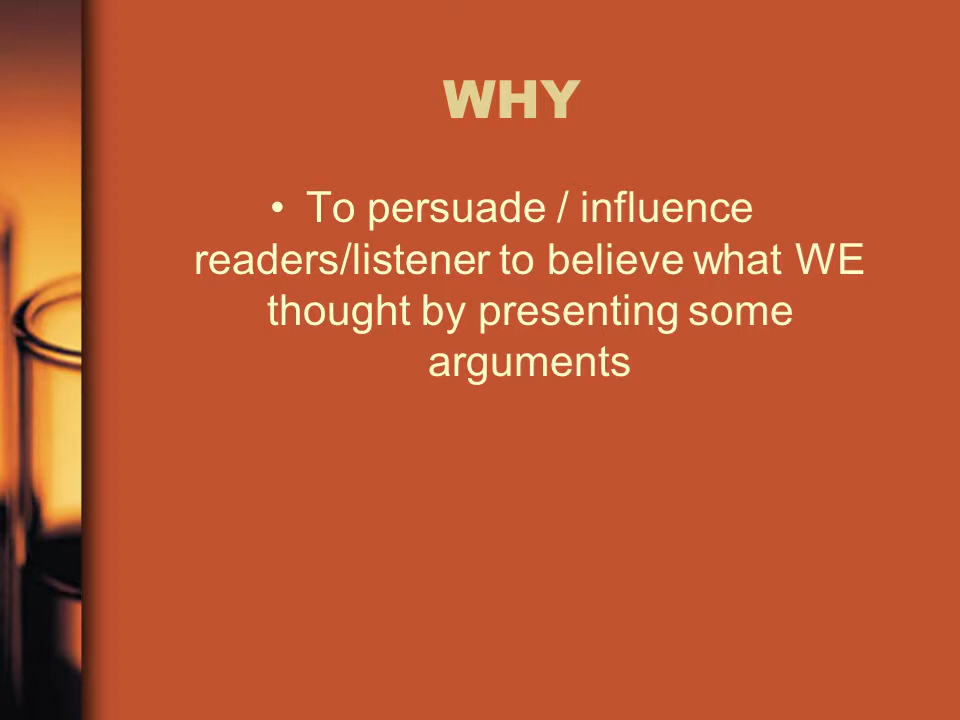 WHY
• To persuade / influence
readers/listener to believe what WE
thought by presenting some
arguments